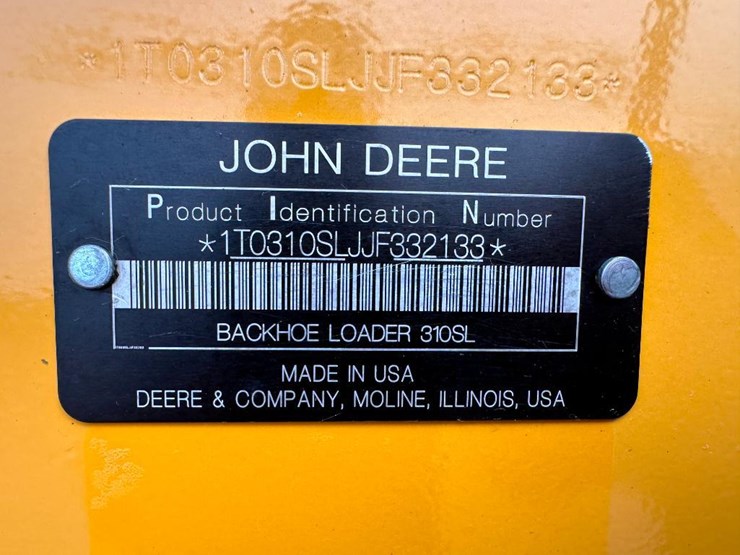 *1T0310SLJJF332133*
JOHN DEERE
Product Identification Number
*1T0310SLJJF332133*
BACKHOE LOADER 310SL
MADE IN USA
DEERE & COMPANY, MOLINE, ILLINOIS, USA